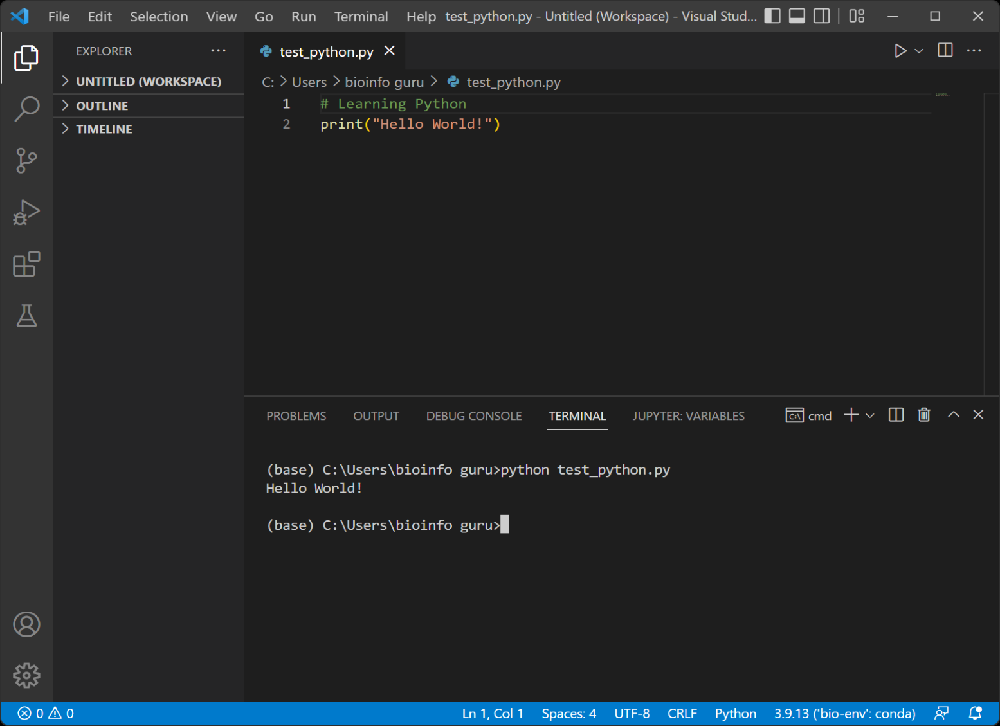 File Edit Selection View Go Run Terminal Help test_python.py - Untitled (Workspace) - Visual Stud...
EXPLORER
UNTITLED (WORKSPACE)
OUTLINE
TIMELINE
test_python.py
C: > Users > bioinfo guru > test_python.py
1 # Learning Python
2 print("Hello World!")
PROBLEMS OUTPUT DEBUG CONSOLE TERMINAL JUPYTER: VARIABLES cmd
(base) C:\Users\bioinfo guru>python test_python.py
Hello World!
(base) C:\Users\bioinfo guru>
0 0 Ln 1, Col 1 Spaces: 4 UTF-8 CRLF Python 3.9.13 ('bio-env': conda)